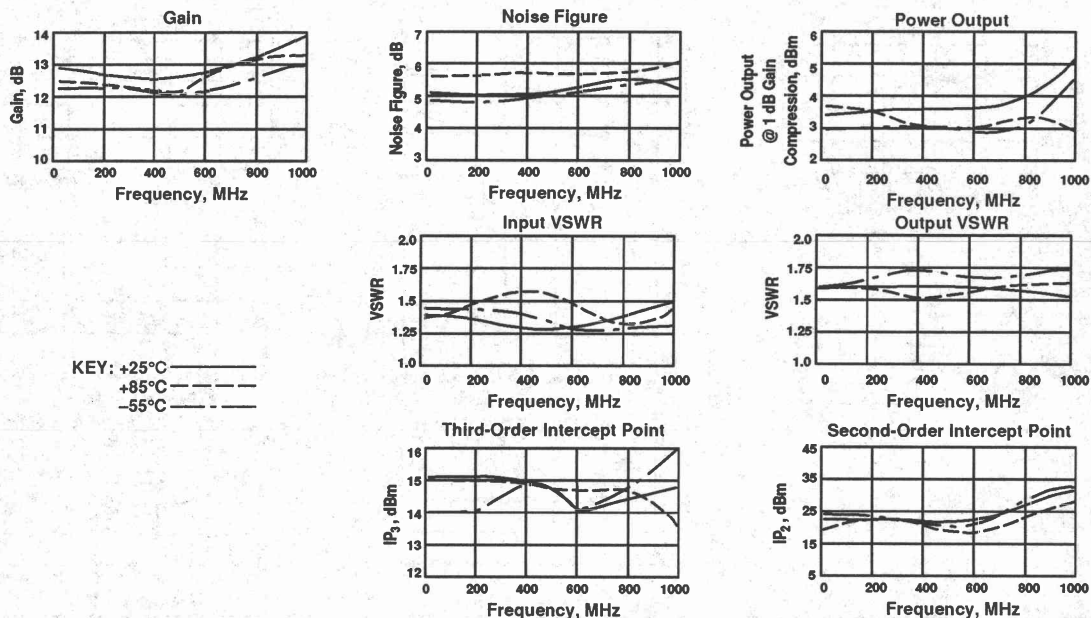 Gain
14
13
12
11
10
Gain, dB
0 200 400 600 800 1000
Frequency, MHz
Noise Figure
7
6
5
4
3
Noise Figure, dB
0 200 400 600 800 1000
Frequency, MHz
Power Output
6
5
4
3
2
Power Output
@ 1 dB Gain
Compression, dBm
0 200 400 600 800 1000
Frequency, MHz
Input VSWR
2.0
1.75
1.5
1.25
1.0
VSWR
0 200 400 600 800 1000
Frequency, MHz
Output VSWR
2.0
1.75
1.5
1.25
1.0
VSWR
0 200 400 600 800 1000
Frequency, MHz
KEY: +25°C
+85°C
–55°C
Third-Order Intercept Point
16
15
14
13
12
IP3, dBm
0 200 400 600 800 1000
Frequency, MHz
Second-Order Intercept Point
45
35
25
15
5
IP2, dBm
0 200 400 600 800 1000
Frequency, MHz